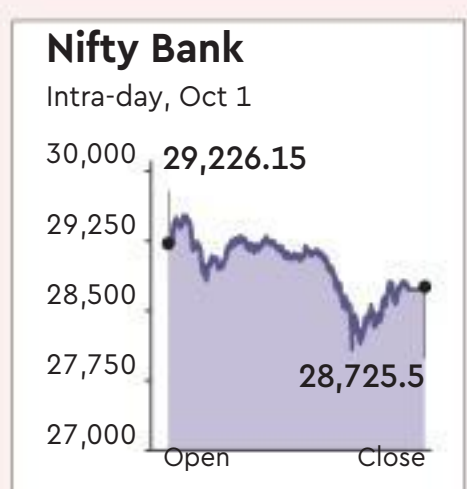 Nifty Bank
Intra-day, Oct 1
30,000
29,226.15
29,250
28,500
27,750
28,725.5
27,000
Open
Close